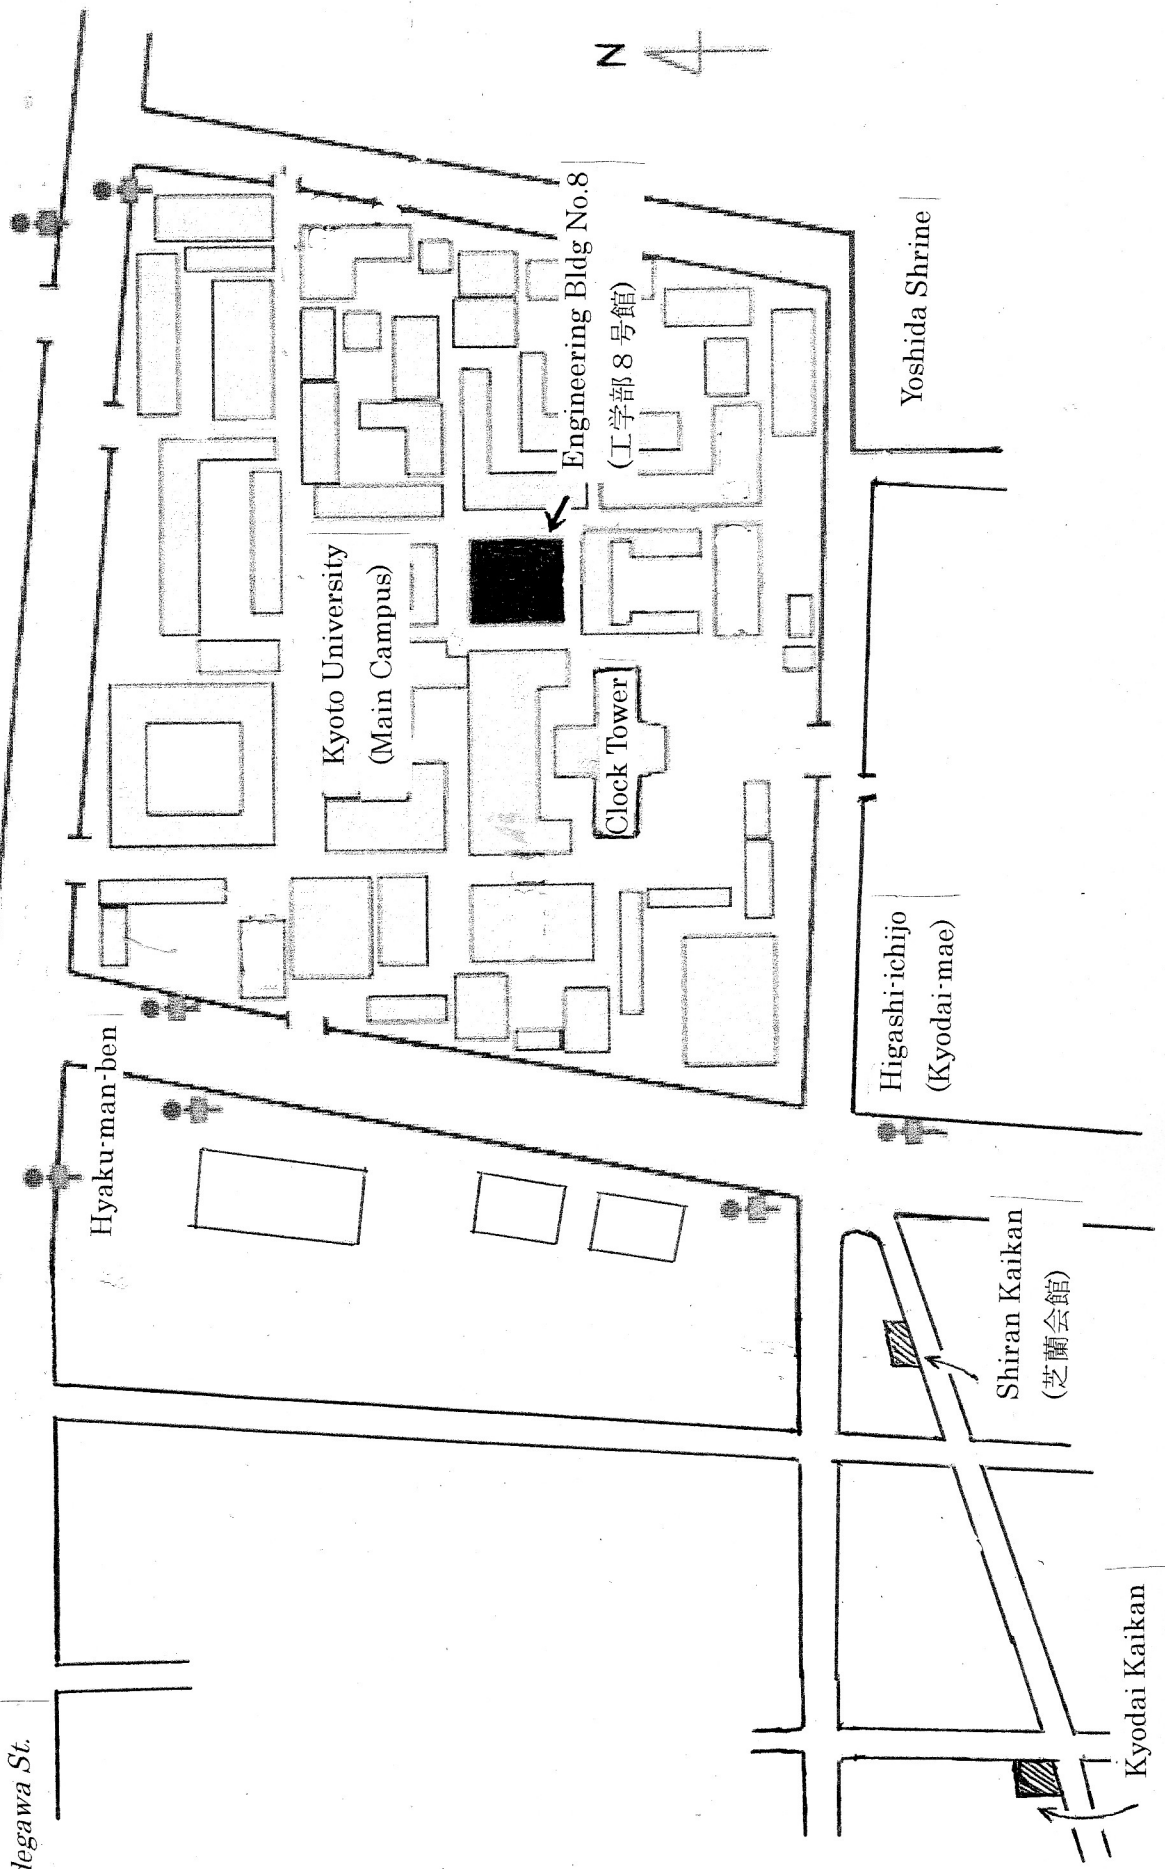 degawa St.
Hyaku-man-ben
Kyoto University
(Main Campus)
Engineering Bldg No.8
(工学部８号館)
Clock Tower
N
Yoshida Shrine
Higashi-ichijo
(Kyodai-mae)
Shiran Kaikan
(芝蘭会館)
Kyodai Kaikan